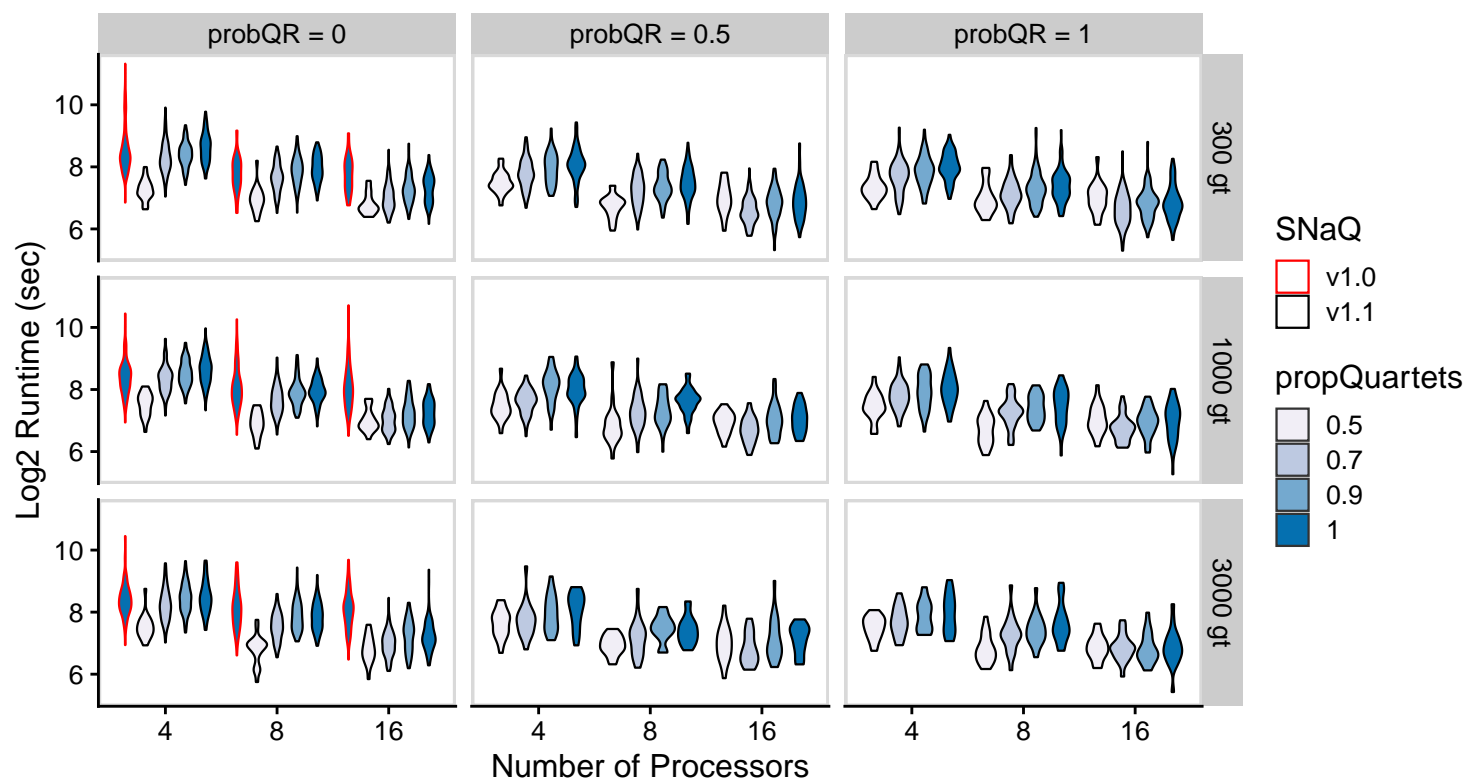 probQR = 0
probQR = 0.5
probQR = 1
Log2 Runtime (sec)
10
8
6
300 gt
10
8
6
1000 gt
10
8
6
3000 gt
4
8
16
4
8
16
4
8
16
Number of Processors
SNaQ
v1.0
v1.1
propQuartets
0.5
0.7
0.9
1